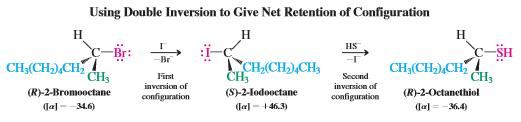 Using Double Inversion to Give Net Retention of Configuration
H H H
C—Br: I⁻ :I—C HS⁻ C—SH
–Br⁻ –I⁻
CH₃(CH₂)₄CH₂ CH₃ CH₃ CH₂(CH₂)₄CH₃ CH₃(CH₂)₄CH₂ CH₃
First Second
inversion of inversion of
(R)-2-Bromooctane configuration (S)-2-Iodooctane configuration (R)-2-Octanethiol
([a] = –34.6) ([a] = +46.3) ([a] = –36.4)